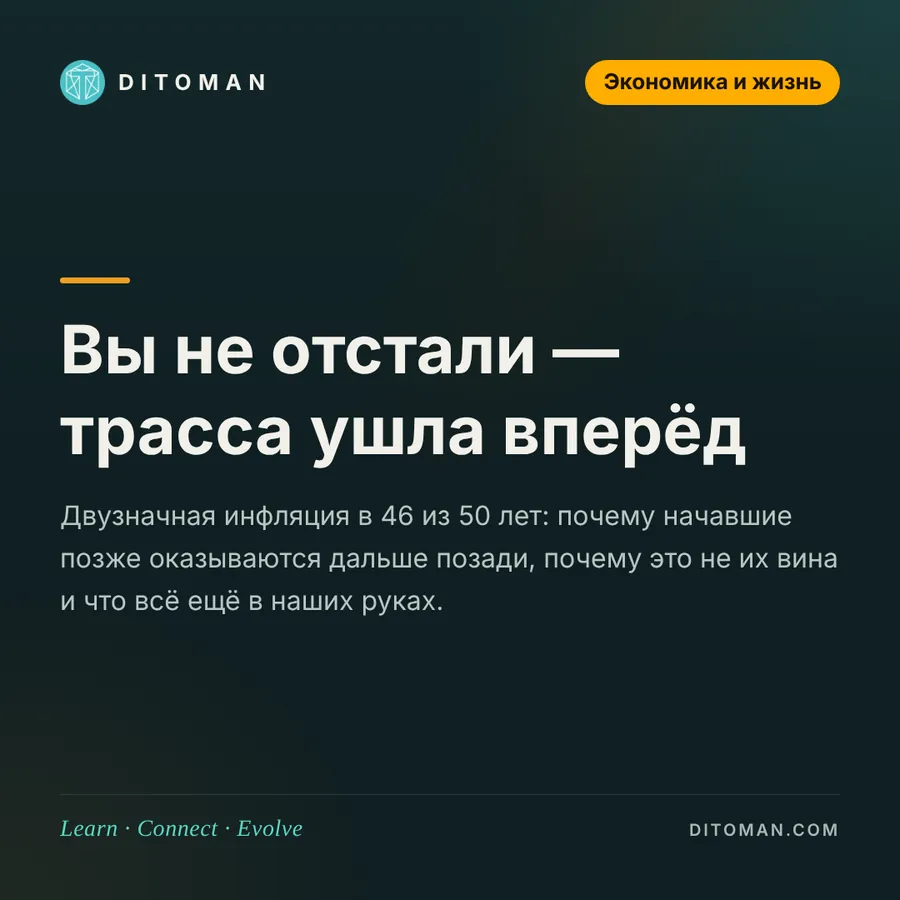 DITOMAN
Экономика и жизнь
Вы не отстали —
трасса ушла вперёд
Двузначная инфляция в 46 из 50 лет: почему начавшие
позже оказываются дальше позади, почему это не их вина
и что всё ещё в наших руках.
Learn · Connect · Evolve
DITOMAN.COM